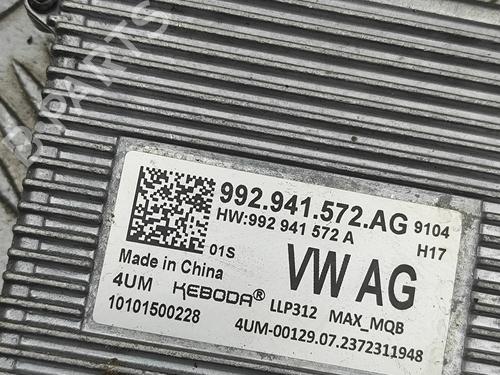 B-PARTS
992.941.572.AG 9104
HW:992 941 572 A H17
01S
VW AG
Made in China
4UM KEBODA® LLP312 MAX_MQB
10101500228 4UM-00129.07.2372311948